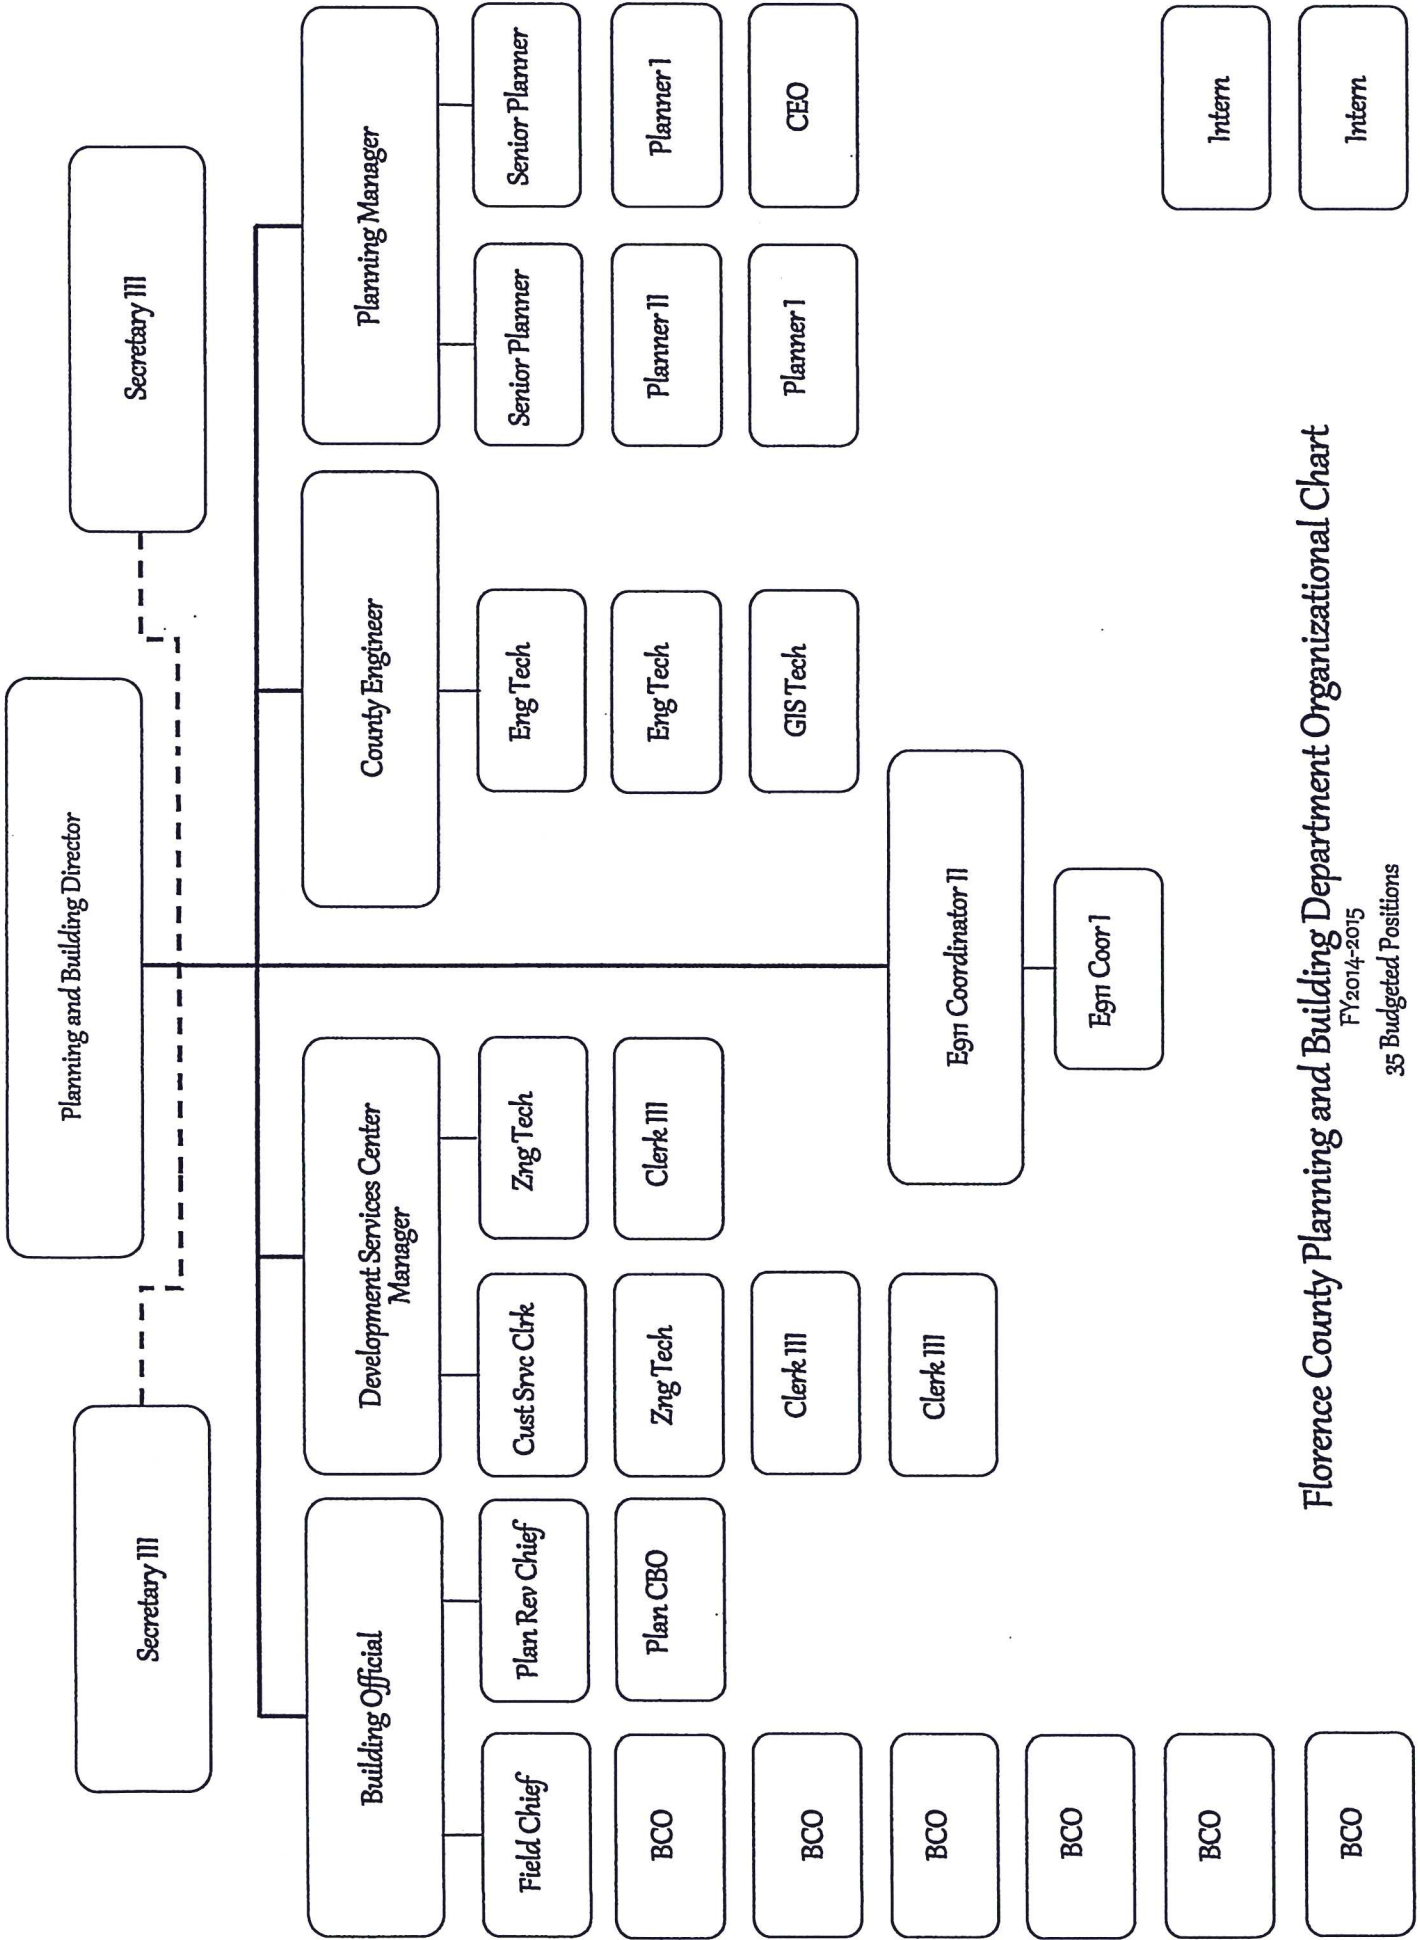 Planning and Building Director
Secretary III
Secretary III
Building Official
Development Services Center
Manager
County Engineer
Planning Manager
Field Chief
Plan Rev Chief
Cust Srvc Clrk
Zng Tech
Eng Tech
Senior Planner
Senior Planner
BCO
Plan CBO
Zng Tech
Clerk III
Eng Tech
Planner II
Planner I
BCO
Clerk III
GIS Tech
Planner I
CEO
BCO
Clerk III
E911 Coordinator II
BCO
E911 Coor I
BCO
Intern
BCO
Intern
Florence County Planning and Building Department Organizational Chart
FY2014-2015
35 Budgeted Positions